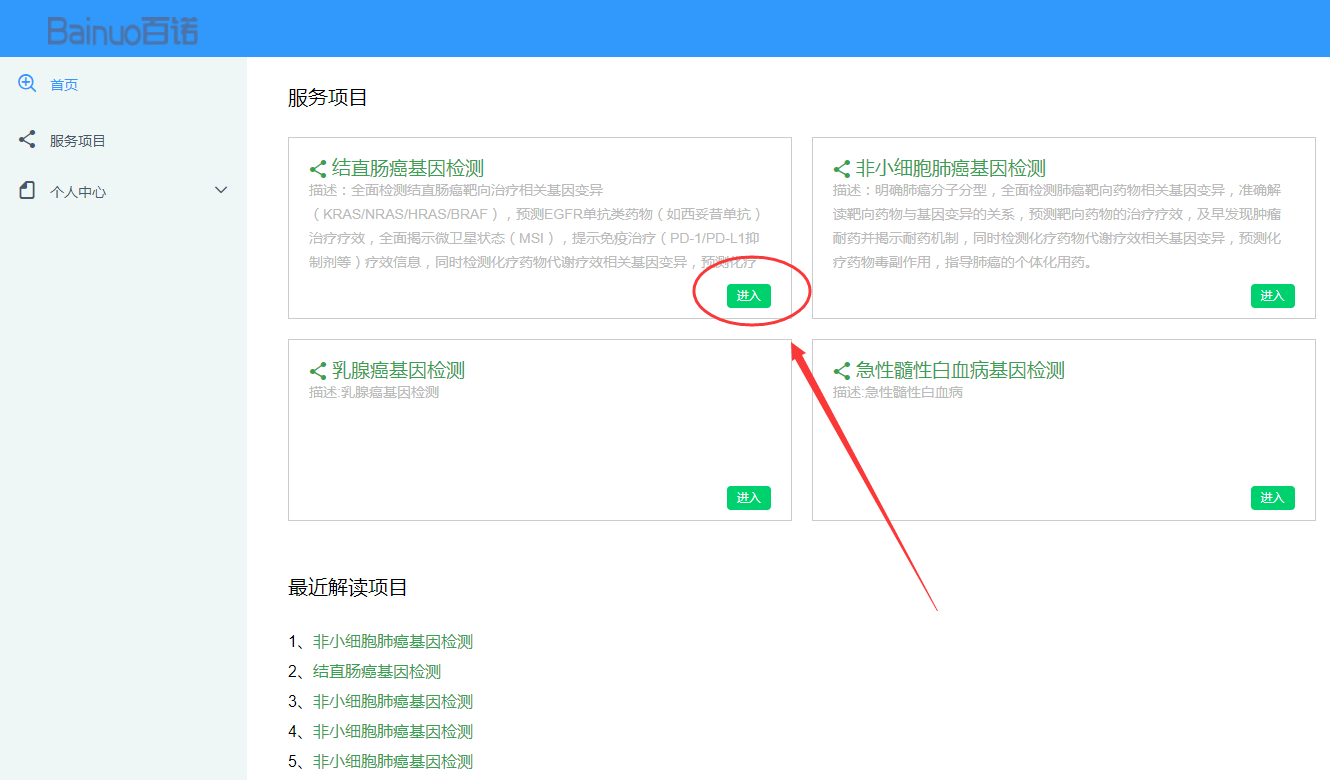 Bainuo百诺
首页
服务项目
个人中心
服务项目
结直肠癌基因检测
描述：全面检测结直肠癌靶向治疗相关基因变异
（KRAS/NRAS/HRAS/BRAF），预测EGFR单抗类药物（如西妥昔单抗）
治疗疗效，全面揭示微卫星状态（MSI），提示免疫治疗（PD-1/PD-L1抑
制剂等）疗效信息，同时检测化疗药物代谢疗效相关基因变异，预测化疗
进入
非小细胞肺癌基因检测
描述：明确肺癌分子分型，全面检测肺癌靶向药物相关基因变异，准确解
读靶向药物与基因变异的关系，预测靶向药物的治疗疗效，及早发现肿瘤
耐药并揭示耐药机制，同时检测化疗药物代谢疗效相关基因变异，预测化
疗药物毒副作用，指导肺癌的个体化用药。
进入
乳腺癌基因检测
描述:乳腺癌基因检测
进入
急性髓性白血病基因检测
描述:急性髓性白血病
进入
最近解读项目
1、非小细胞肺癌基因检测
2、结直肠癌基因检测
3、非小细胞肺癌基因检测
4、非小细胞肺癌基因检测
5、非小细胞肺癌基因检测